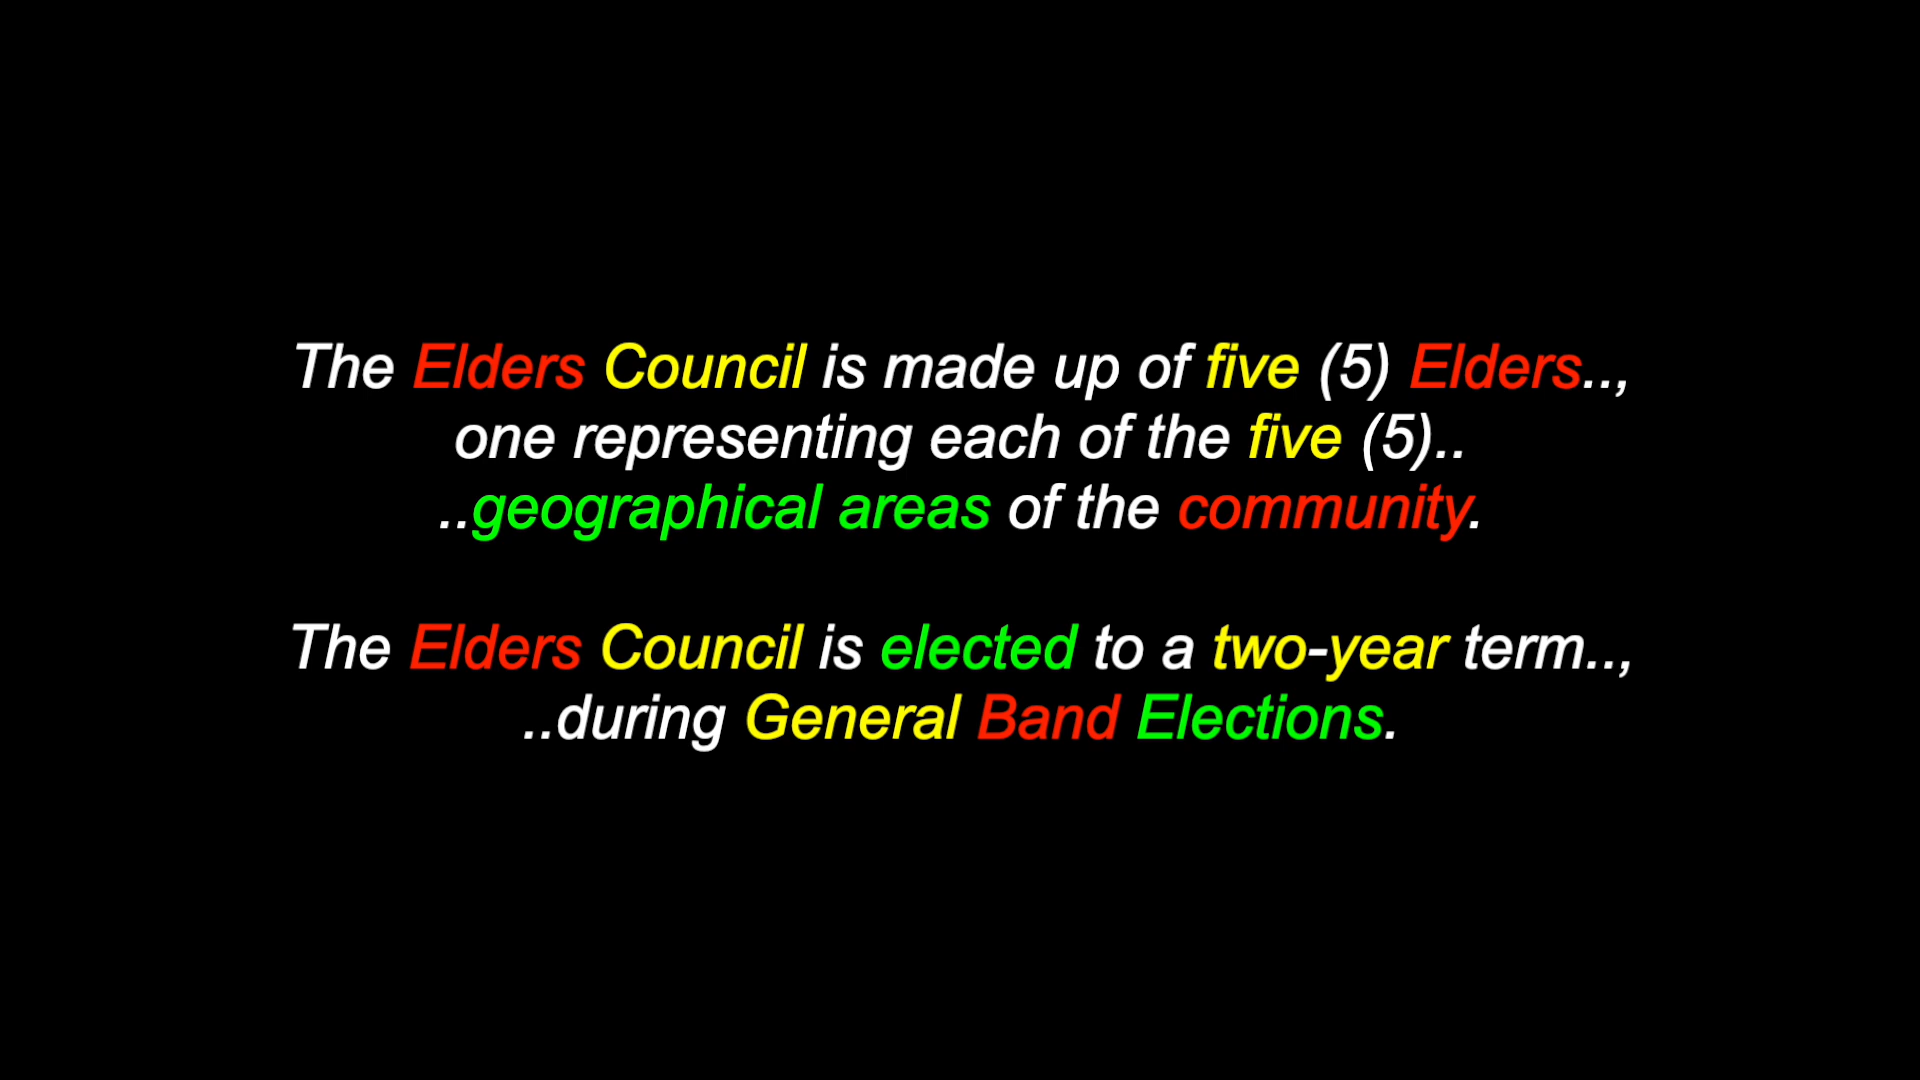 The Elders Council is made up of five (5) Elders..,
one representing each of the five (5)..
..geographical areas of the community.
The Elders Council is elected to a two-year term..,
..during General Band Elections.